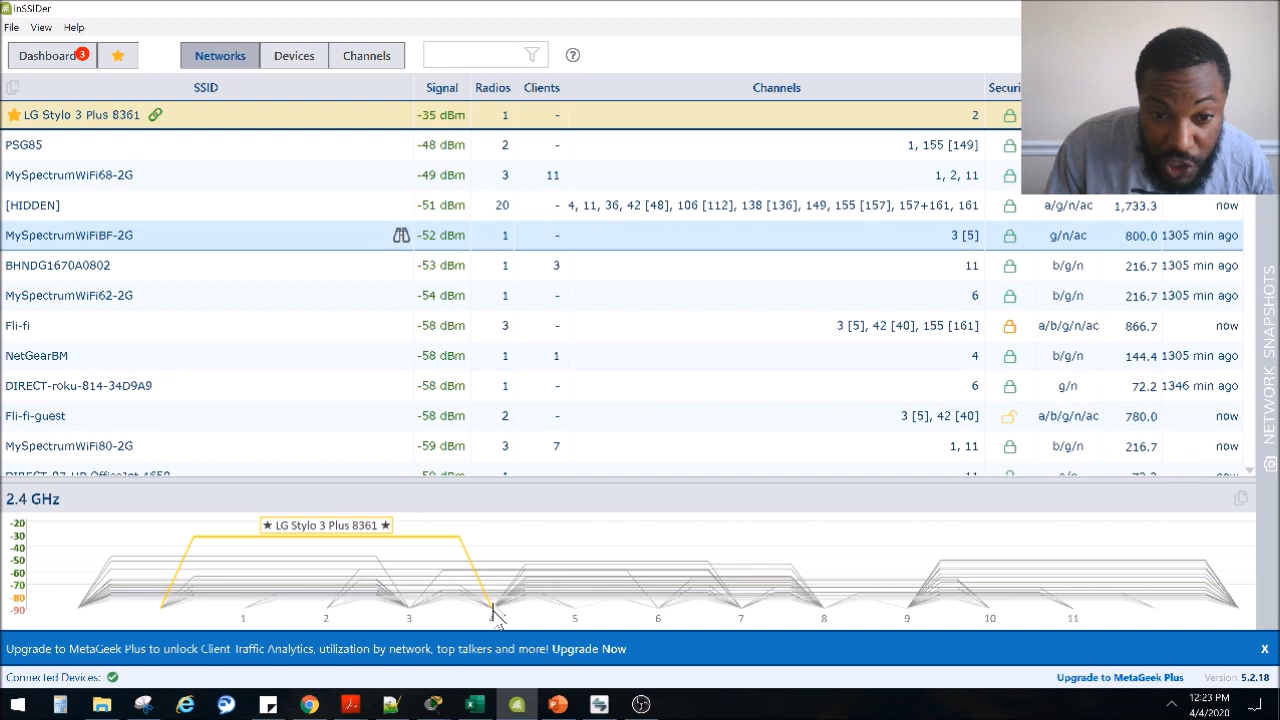 inSSIDer
File View Help
Dashboard 3 Networks Devices Channels
SSID Signal Radios Clients Channels Securi
LG Stylo 3 Plus 8361 -35 dBm 1 - 2
PSG85 -48 dBm 2 - 1, 155 [149]
MySpectrumWiFi68-2G -49 dBm 3 11 1, 2, 11
[HIDDEN] -51 dBm 20 - 4, 11, 36, 42 [48], 106 [112], 138 [136], 149, 155 [157], 157+161, 161 a/g/n/ac 1,733.3 now
MySpectrumWiFiBF-2G -52 dBm 1 - 3 [5] g/n/ac 800.0 1305 min ago
BHNDG1670A0802 -53 dBm 1 3 11 b/g/n 216.7 1305 min ago
MySpectrumWiFi62-2G -54 dBm 1 - 6 b/g/n 216.7 1305 min ago
Fli-fi -58 dBm 3 - 3 [5], 42 [40], 155 [161] a/b/g/n/ac 866.7 now
NetGearBM -58 dBm 1 1 4 b/g/n 144.4 1305 min ago
DIRECT-roku-814-34D9A9 -58 dBm 1 - 6 g/n 72.2 1346 min ago
Fli-fi-guest -58 dBm 2 - 3 [5], 42 [40] a/b/g/n/ac 780.0 now
MySpectrumWiFi80-2G -59 dBm 3 7 1, 11 b/g/n 216.7 now
NETWORK SNAPSHOTS
2.4 GHz
-20
-30 ★ LG Stylo 3 Plus 8361 ★
-40
-50
-60
-70
-80
-90
1 2 3 4 5 6 7 8 9 10 11
Upgrade to MetaGeek Plus to unlock Client Traffic Analytics, utilization by network, top talkers and more! Upgrade Now X
Connected Devices: Upgrade to MetaGeek Plus Version 5.2.18
12:23 PM
4/4/2020